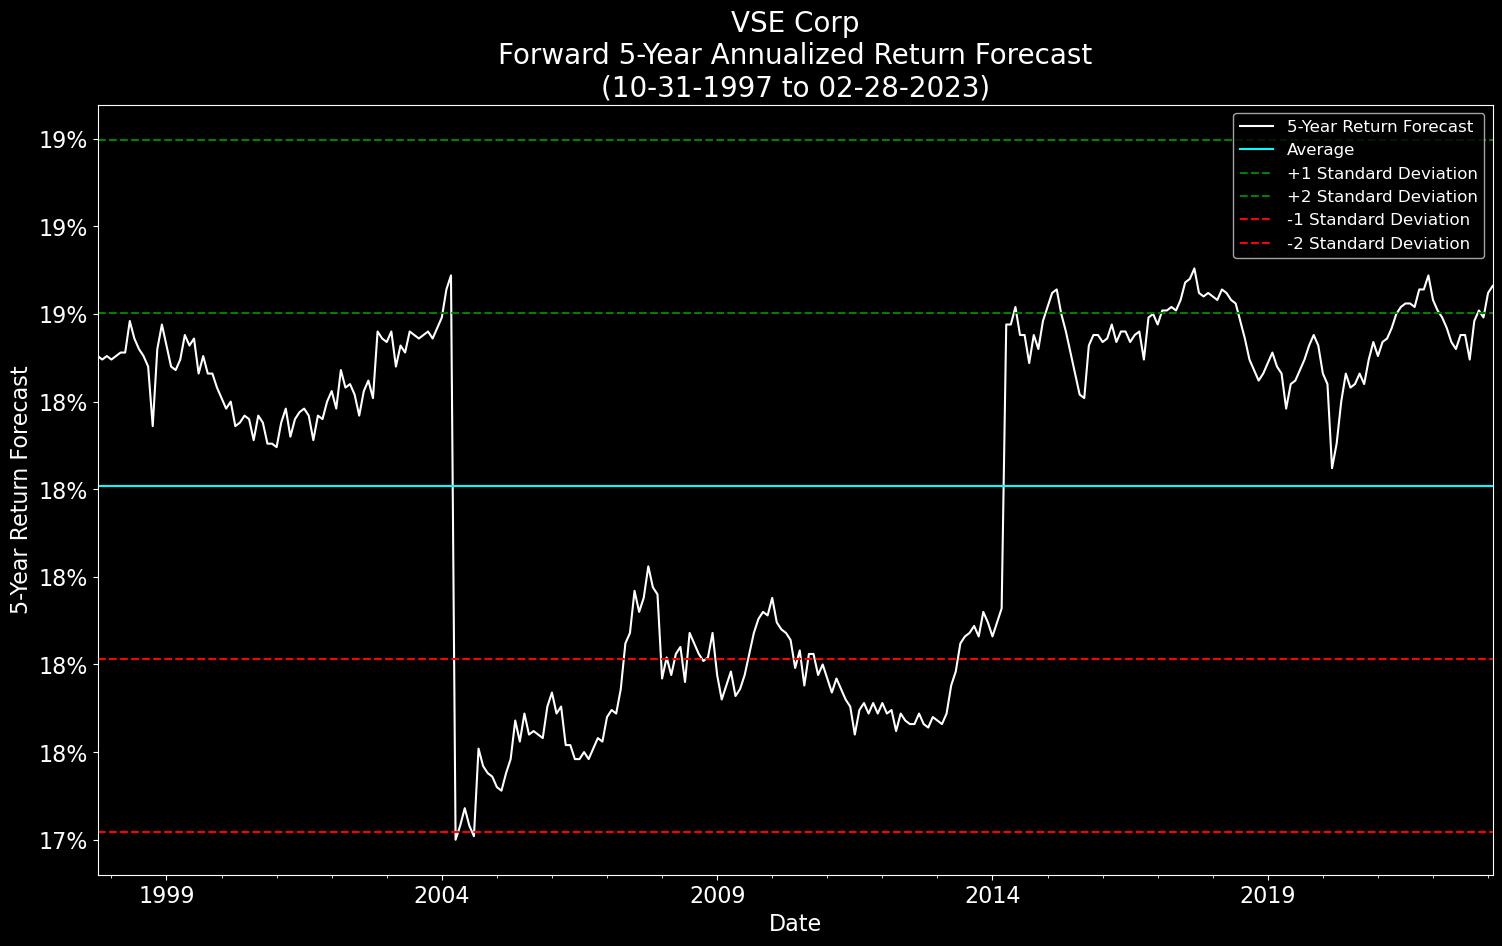 VSE Corp
Forward 5-Year Annualized Return Forecast
(10-31-1997 to 02-28-2023)
5-Year Return Forecast
Average
+1 Standard Deviation
+2 Standard Deviation
-1 Standard Deviation
-2 Standard Deviation
19%
19%
19%
18%
18%
18%
18%
18%
17%
5-Year Return Forecast
1999
2004
2009
2014
2019
Date